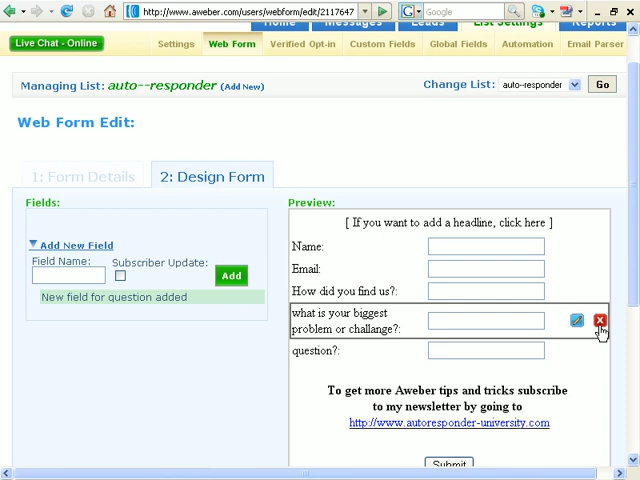 http://www.aweber.com/users/webform/edit/2117647
Google
Home Messages Leads List Settings Reports
Live Chat - Online
Settings Web Form Verified Opt-in Custom Fields Global Fields Automation Email Parser
Managing List: auto--responder (Add New) Change List: auto--responder Go
Web Form Edit:
1: Form Details 2: Design Form
Fields: Preview:
[ If you want to add a headline, click here ]
Add New Field
Field Name: Subscriber Update:
Add
New field for question added
Name:
Email:
How did you find us?:
what is your biggest
problem or challange?:
question?:
To get more Aweber tips and tricks subscribe
to my newsletter by going to
http://www.autoresponder-university.com
Submit